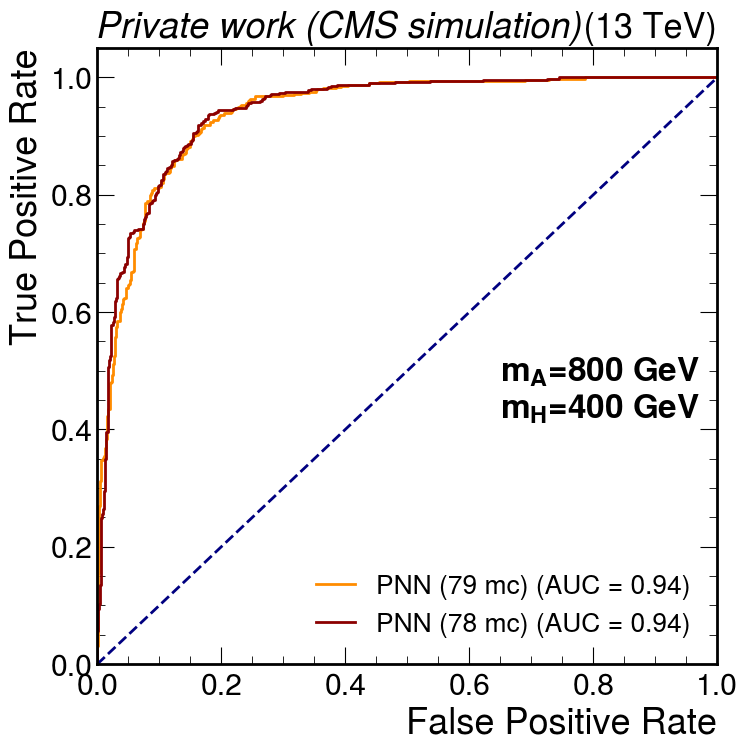 Private work (CMS simulation)(13 TeV)
True Positive Rate
1.0
0.8
0.6
0.4
0.2
0.0
mA=800 GeV
mH=400 GeV
PNN (79 mc) (AUC = 0.94)
PNN (78 mc) (AUC = 0.94)
0.0 0.2 0.4 0.6 0.8 1.0
False Positive Rate